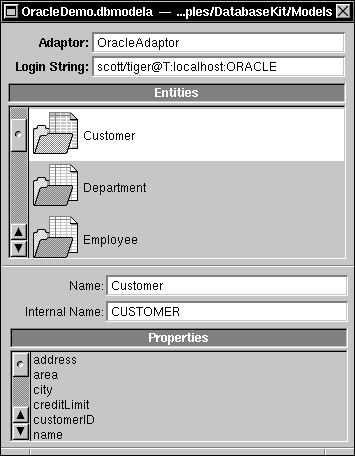 OracleDemo.dbmodela — ...ples/DatabaseKit/Models
Adaptor: OracleAdaptor
Login String: scott/tiger@T:localhost:ORACLE
Entities
Customer
Department
Employee
Name: Customer
Internal Name: CUSTOMER
Properties
address
area
city
creditLimit
customerID
name